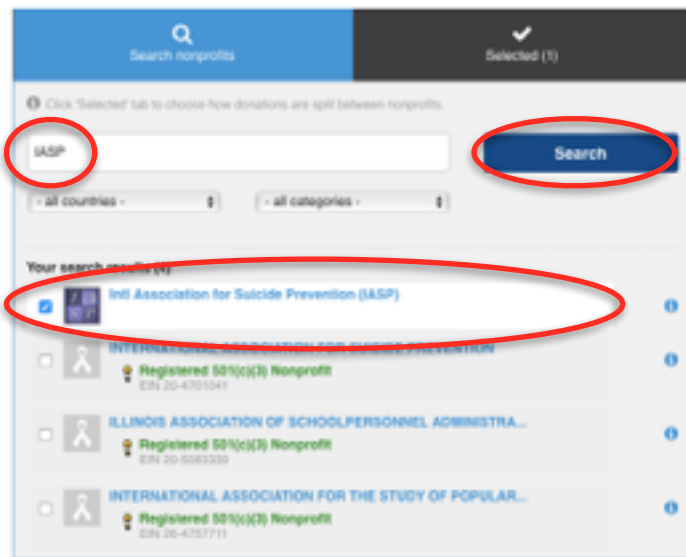 Search nonprofits
Selected (1)
Click 'Selected' tab to choose how donations are split between nonprofits.
IASP
Search
- all countries -
- all categories -
Your search results (4)
Intl Association for Suicide Prevention (IASP)
INTERNATIONAL ASSOCIATION FOR SUICIDE PREVENTION
Registered 501(c)(3) Nonprofit
EIN 20-4701041
ILLINOIS ASSOCIATION OF SCHOOLPERSONNEL ADMINISTRA...
Registered 501(c)(3) Nonprofit
EIN 20-5083339
INTERNATIONAL ASSOCIATION FOR THE STUDY OF POPULAR...
Registered 501(c)(3) Nonprofit
EIN 26-4757711